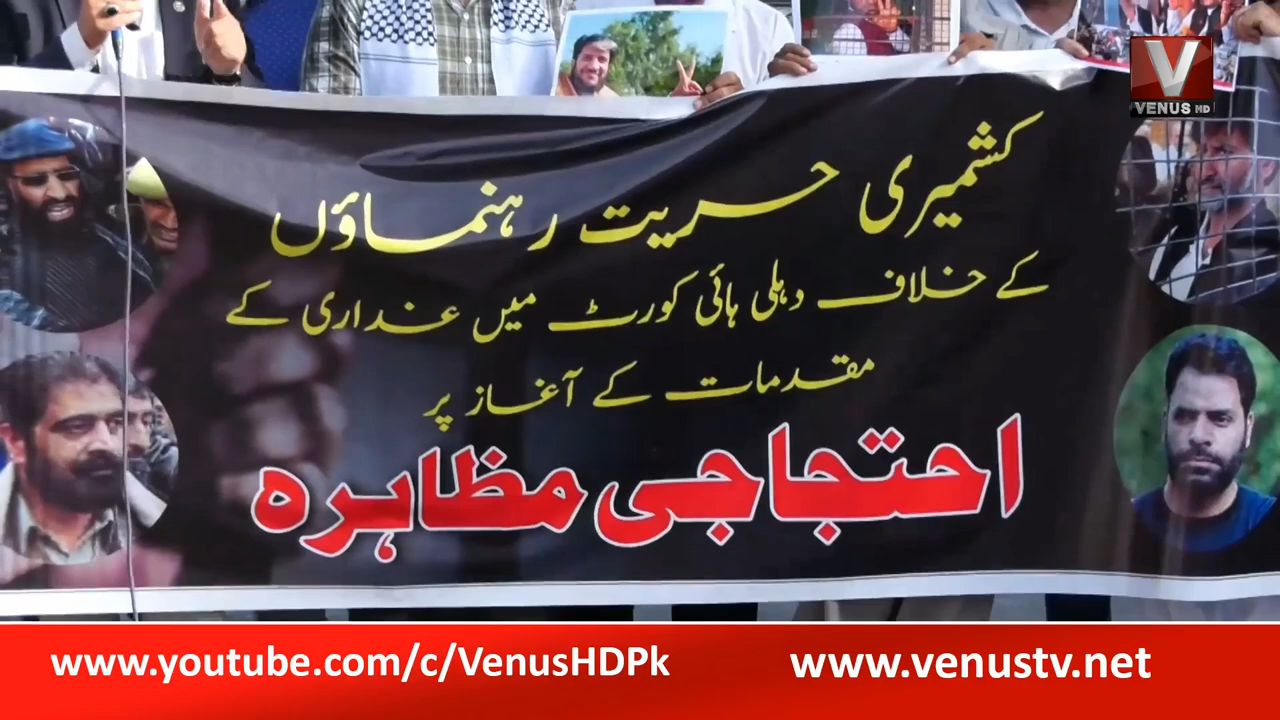 V
VENUS HD
کشمیری حریت رہنماؤں
کے خلاف دہلی ہائی کورٹ میں غداری کے
مقدمات کے آغاز پر
احتجاجی مظاہرہ
www.youtube.com/c/VenusHDPk
www.venustv.net